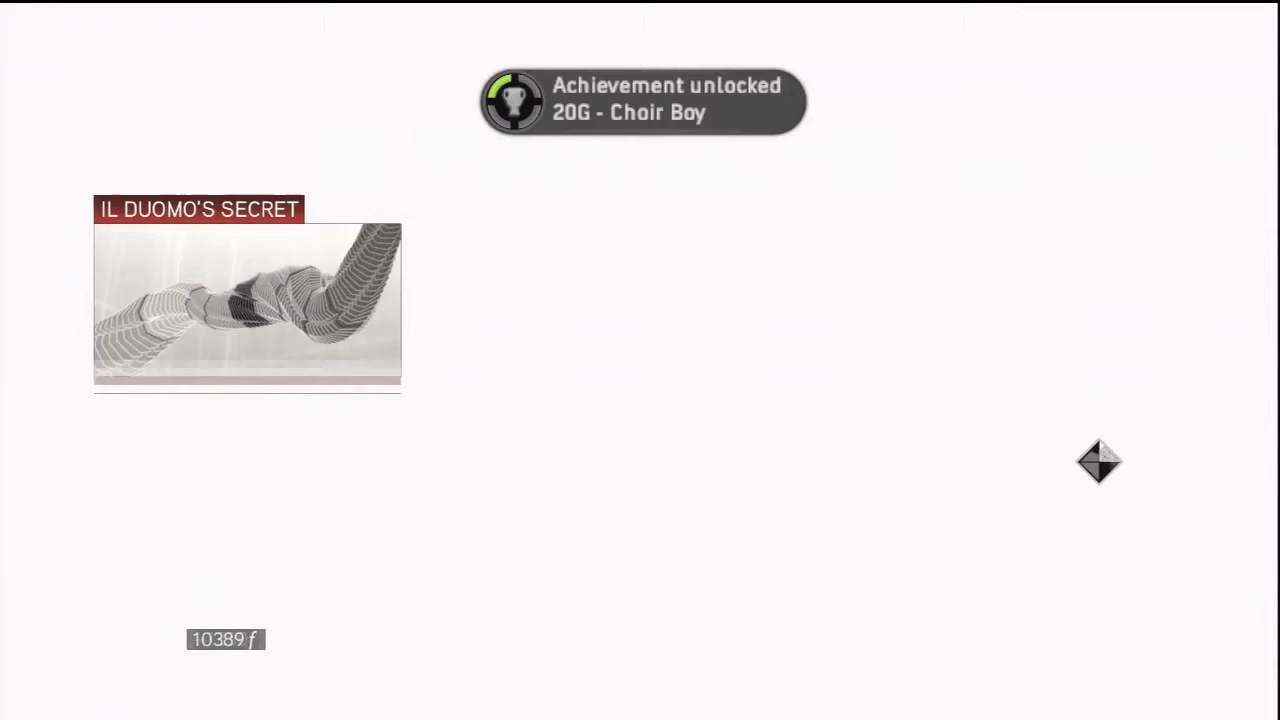 Achievement unlocked
20G - Choir Boy
IL DUOMO'S SECRET
10389 ƒ